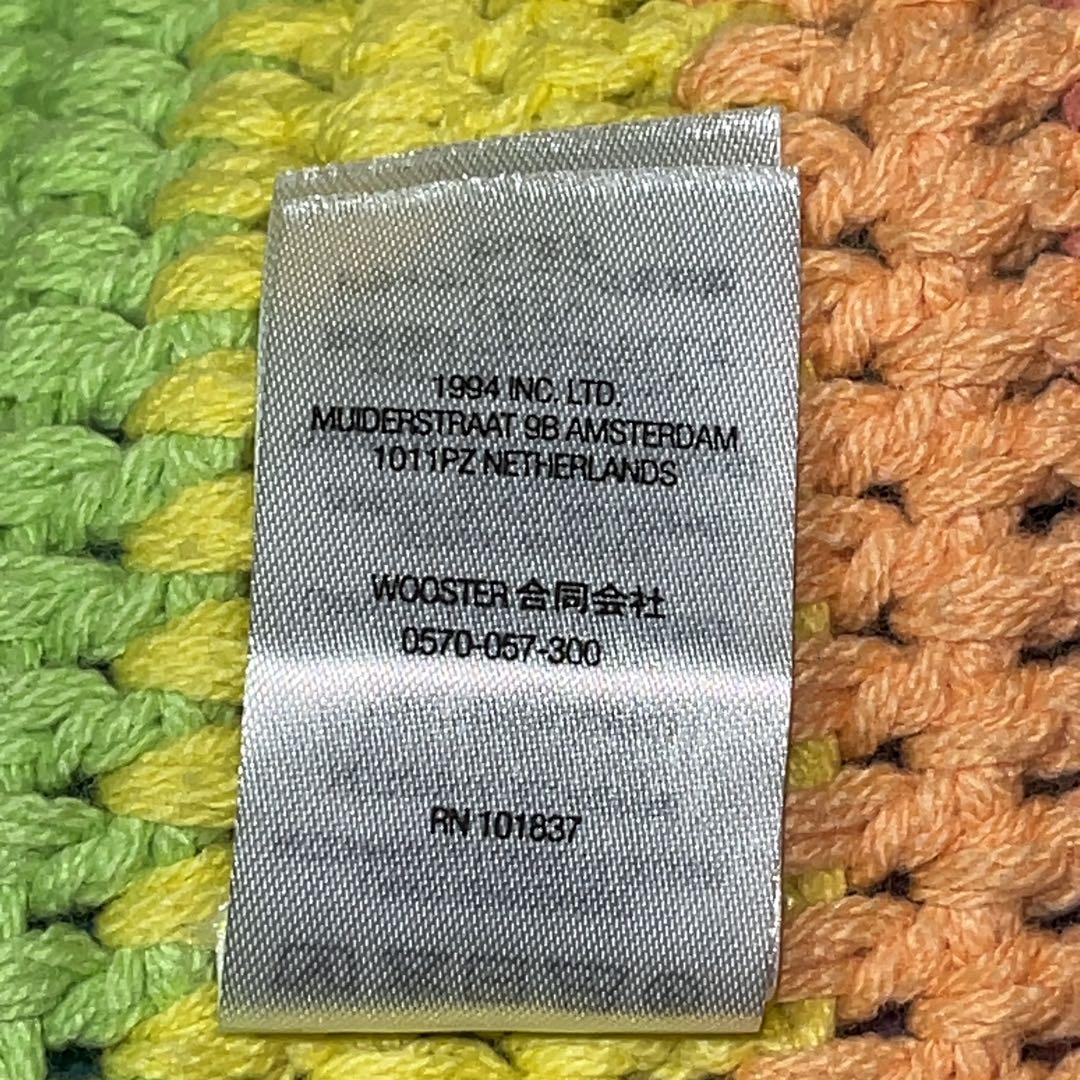 1994 INC. LTD.
MUIDERSTRAAT 9B AMSTERDAM
1011PZ NETHERLANDS
WOOSTER 合同会社
0570-057-300
RN 101837